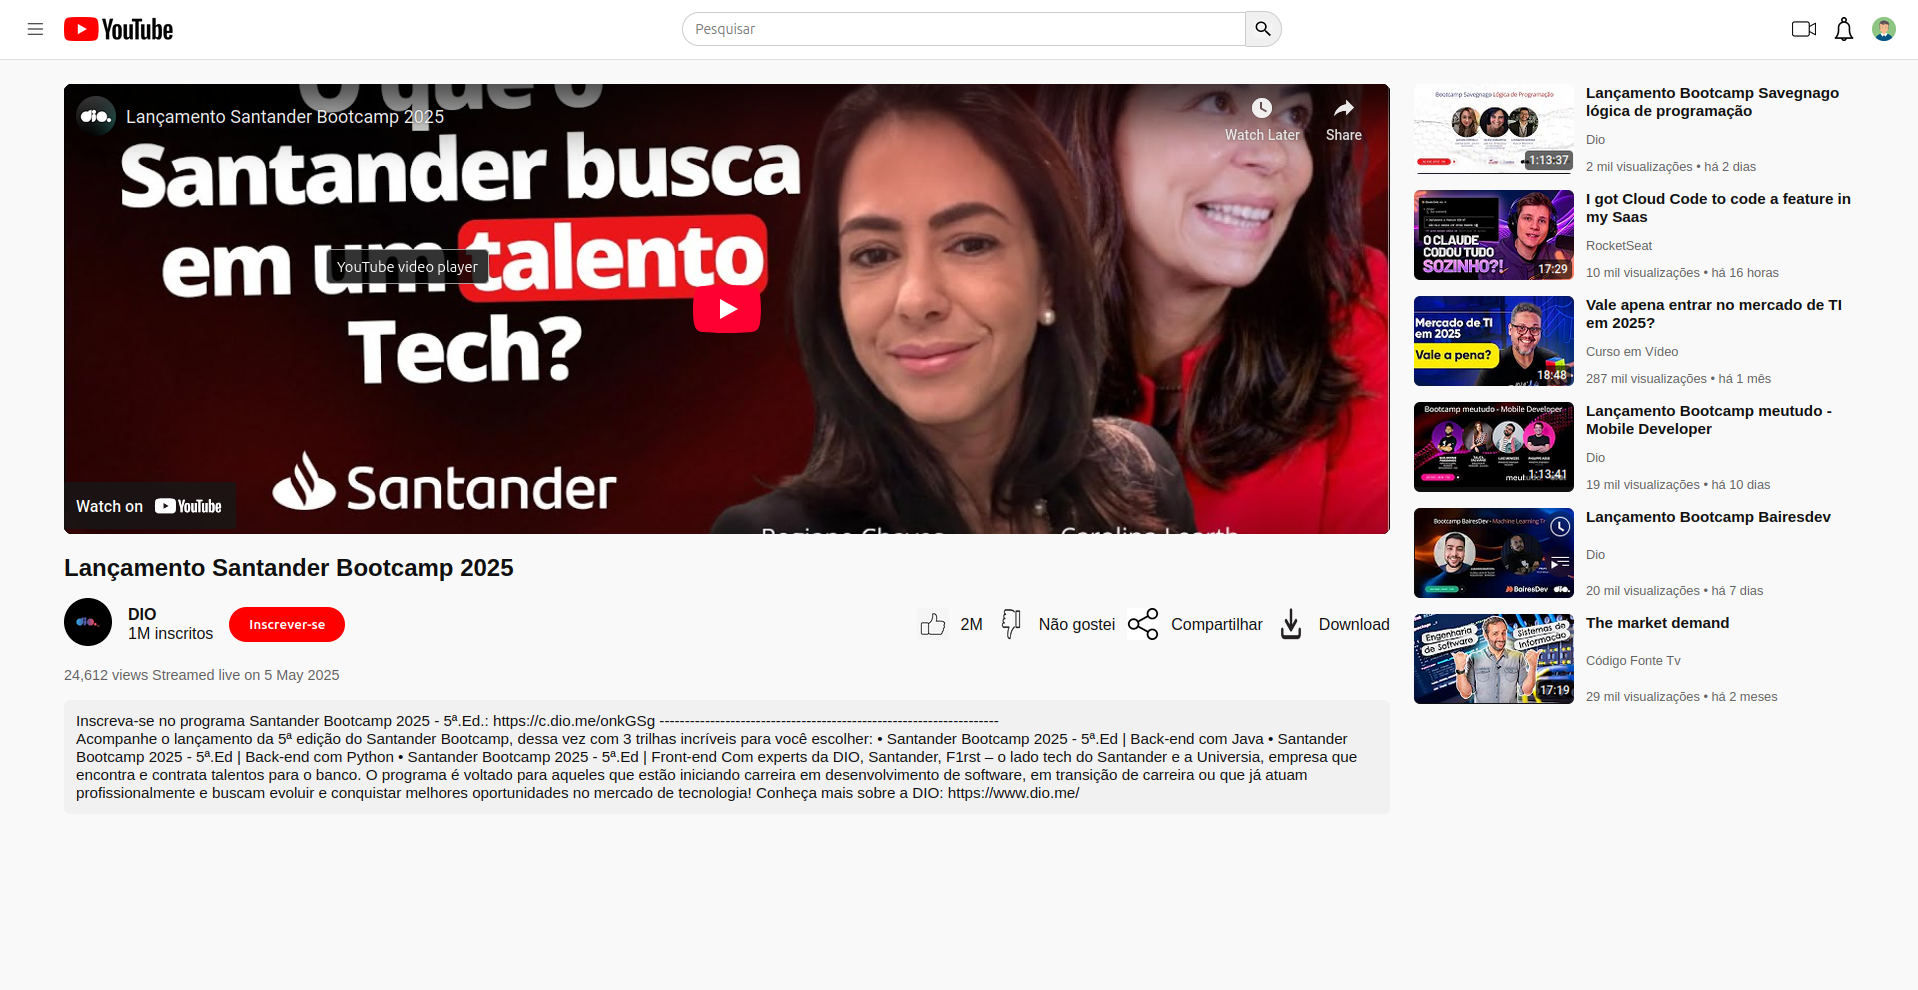 YouTube
Pesquisar
O que o
dio.
Lançamento Santander Bootcamp 2025
Watch Later
Share
Santander busca
em um talento
YouTube video player
Tech?
Santander
Watch on YouTube
Lançamento Santander Bootcamp 2025
dio.
DIO
1M inscritos
Inscrever-se
2M
Não gostei
Compartilhar
Download
24,612 views Streamed live on 5 May 2025
Inscreva-se no programa Santander Bootcamp 2025 - 5ª.Ed.: https://c.dio.me/onkGSg -------------------------------------------------------------------
Acompanhe o lançamento da 5ª edição do Santander Bootcamp, dessa vez com 3 trilhas incríveis para você escolher: • Santander Bootcamp 2025 - 5ª.Ed | Back-end com Java • Santander
Bootcamp 2025 - 5ª.Ed | Back-end com Python • Santander Bootcamp 2025 - 5ª.Ed | Front-end Com experts da DIO, Santander, F1rst – o lado tech do Santander e a Universia, empresa que
encontra e contrata talentos para o banco. O programa é voltado para aqueles que estão iniciando carreira em desenvolvimento de software, em transição de carreira ou que já atuam
profissionalmente e buscam evoluir e conquistar melhores oportunidades no mercado de tecnologia! Conheça mais sobre a DIO: https://www.dio.me/
Bootcamp Savegnago Lógica de Programação
1:13:37
Lançamento Bootcamp Savegnago
lógica de programação
Dio
2 mil visualizações • há 2 dias
O CLAUDE
CODOU TUDO
SOZINHO?!
17:29
I got Cloud Code to code a feature in
my Saas
RocketSeat
10 mil visualizações • há 16 horas
Mercado de TI
em 2025
Vale a pena?
18:48
Vale apena entrar no mercado de TI
em 2025?
Curso em Vídeo
287 mil visualizações • há 1 mês
Bootcamp meutudo - Mobile Developer
1:13:41
Lançamento Bootcamp meutudo -
Mobile Developer
Dio
19 mil visualizações • há 10 dias
Bootcamp BairesDev - Machine Learning
BairesDev
dio.
Lançamento Bootcamp Bairesdev
Dio
20 mil visualizações • há 7 dias
Engenharia
de Software
Sistemas de
Informação
17:19
The market demand
Código Fonte Tv
29 mil visualizações • há 2 meses